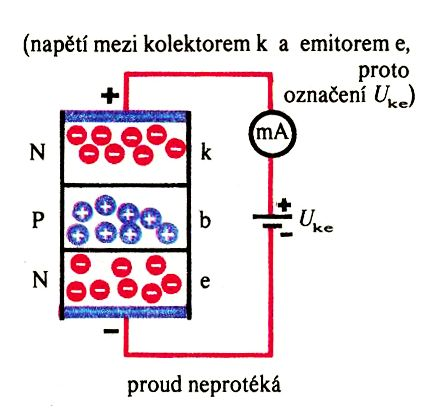 (napětí mezi kolektorem k a emitorem e,
proto
označení Uke)
+
mA
N k
P b
+
Uke
-
N e
-
proud neprotéká